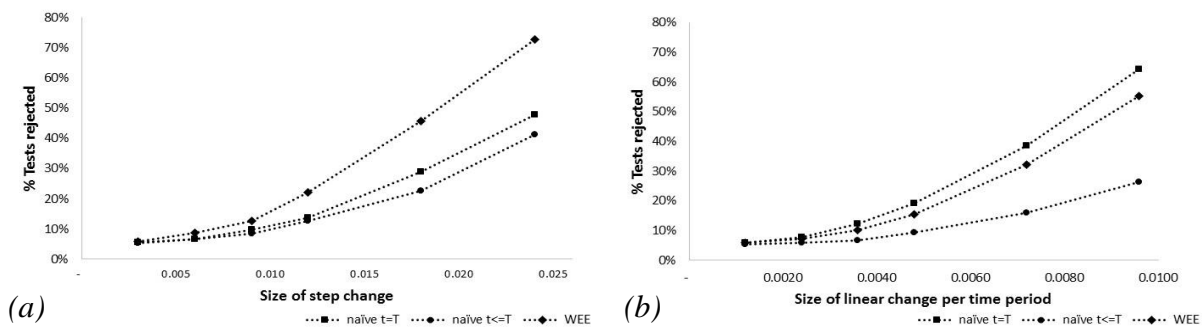 % Tests rejected
80%
70%
60%
50%
40%
30%
20%
10%
0%
-
0.005
0.010
0.015
0.020
0.025
Size of step change
(a)
naïve t=T
naïve t<=T
WEE
% Tests rejected
80%
70%
60%
50%
40%
30%
20%
10%
0%
-
0.0020
0.0040
0.0060
0.0080
0.0100
Size of linear change per time period
(b)
naïve t=T
naïve t<=T
WEE